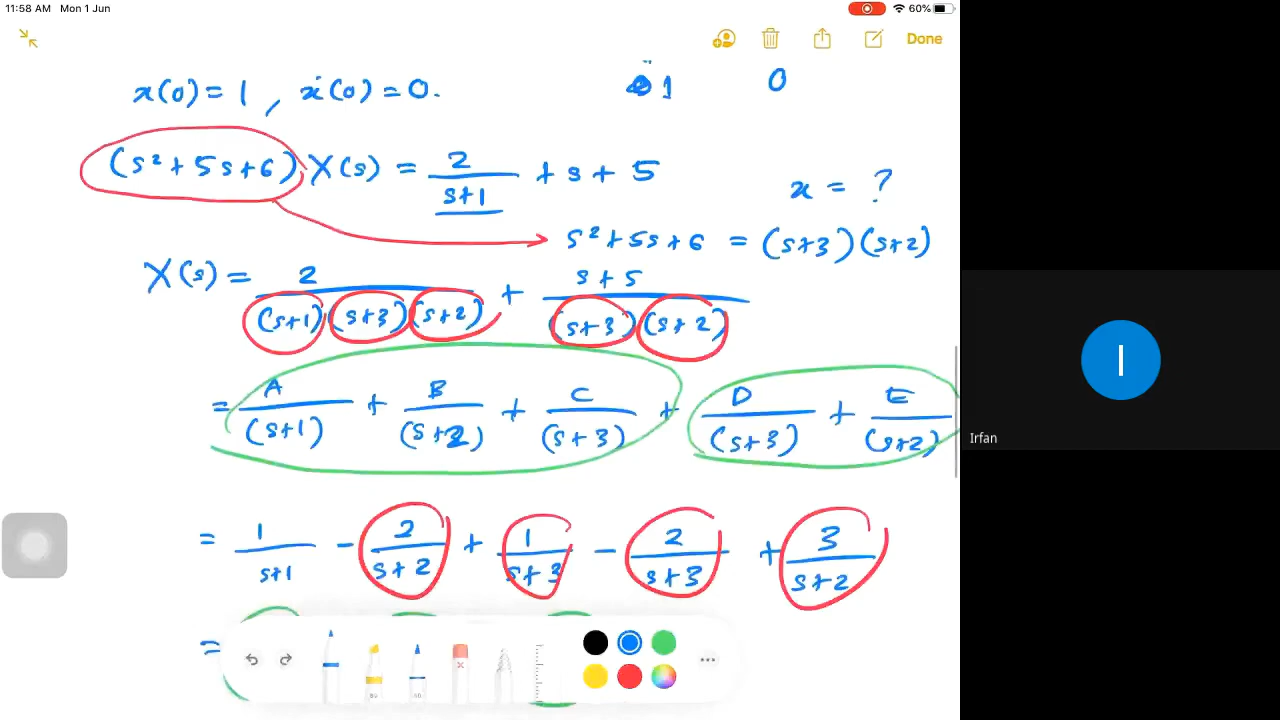 11:58 AM Mon 1 Jun 60%
Done
x(0) = 1 , ẋ(0) = 0. 1 0
(s² + 5s + 6) X(s) = 2/(s+1) + s + 5
x = ?
s² + 5s + 6 = (s+3)(s+2)
X(s) = 2/((s+1)(s+3)(s+2)) + (s+5)/((s+3)(s+2))
= A/(s+1) + B/(s+2) + C/(s+3) + D/(s+3) + E/(s+2)
= 1/(s+1) - 2/(s+2) + 1/(s+3) - 2/(s+3) + 3/(s+2)
=
I
Irfan